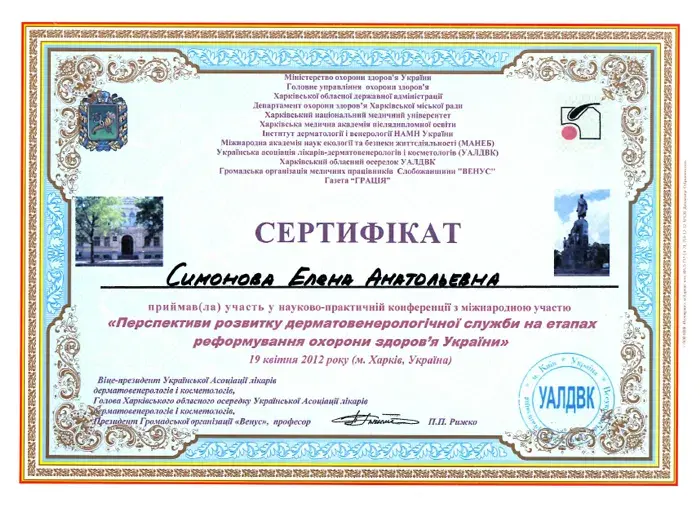 Міністерство охорони здоров'я України
Головне управління охорони здоров'я
Харківської обласної державної адміністрації
Департамент охорони здоров'я Харківської міської ради
Харківський національний медичний університет
Харківська медична академія післядипломної освіти
Інститут дерматології і венерології НАМН України
Міжнародна академія наук екології та безпеки життєдіяльності (МАНЕБ)
Українська асоціація лікарів-дерматовенерологів і косметологів (УАЛДВК)
Харківський обласний осередок УАЛДВК
Громадська організація медичних працівників Слобожанщини "ВЕНУС"
Газета "ГРАЦІЯ"
СЕРТИФІКАТ
Симонова Елена Анатольевна
приймав(ла) участь у науково-практичній конференції з міжнародною участю
«Перспективи розвитку дерматовенерологічної служби на етапах
реформування охорони здоров'я України»
19 квітня 2012 року (м. Харків, Україна)
Віце-президент Української Асоціації лікарів
дерматовенерологів і косметологів,
Голова Харківського обласного осередку Української Асоціації лікарів
дерматовенерологів і косметологів,
Президент Громадської організації «Венус», професор П.П. Рижко
м. Київ Україна
УАЛДВК